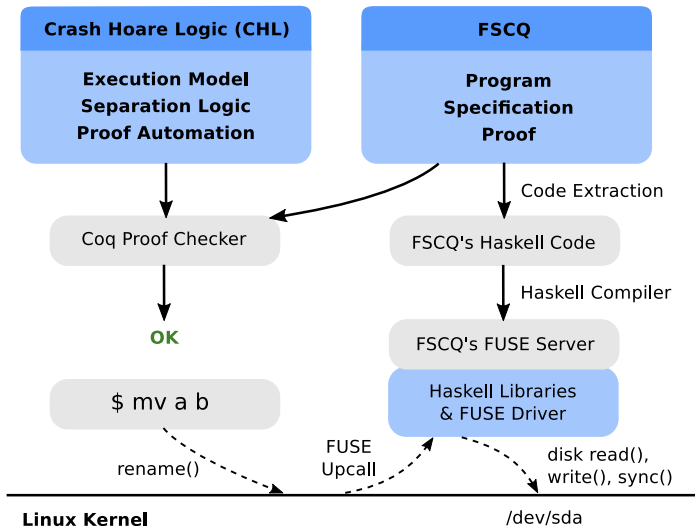 Crash Hoare Logic (CHL)
Execution Model
Separation Logic
Proof Automation
FSCQ
Program
Specification
Proof
Code Extraction
Coq Proof Checker
FSCQ's Haskell Code
Haskell Compiler
OK
FSCQ's FUSE Server
Haskell Libraries
& FUSE Driver
$ mv a b
rename()
FUSE
Upcall
disk read(),
write(), sync()
Linux Kernel
/dev/sda